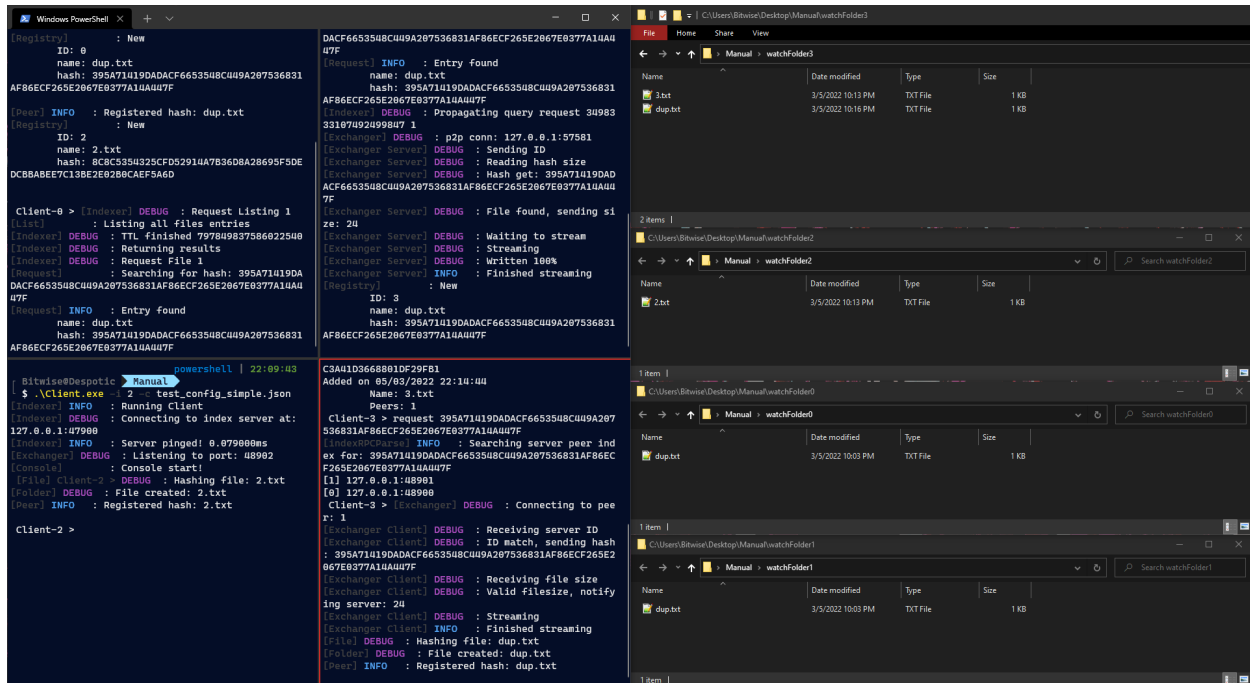 Windows PowerShell
[Registry] : New
ID: 0
name: dup.txt
hash: 395A71419DADACF6653548C449A207536831
AF86ECF265E2067E0377A14A447F
[Peer] INFO : Registered hash: dup.txt
[Registry] : New
ID: 2
name: 2.txt
hash: 8C8C5354325CFD52914A7B36D8A28695F5DE
DCBBABEE7C13BE2E02B0CAEF5A6D
Client-0 > [Indexer] DEBUG : Request Listing 1
[List] : Listing all files entries
[Indexer] DEBUG : TTL finished 797849837586022540
[Indexer] DEBUG : Returning results
[Indexer] DEBUG : Request File 1
[Request] : Searching for hash: 395A71419DA
DACF6653548C449A207536831AF86ECF265E2067E0377A14A4
47F
[Request] INFO : Entry found
name: dup.txt
hash: 395A71419DADACF6653548C449A207536831
AF86ECF265E2067E0377A14A447F
DACF6653548C449A207536831AF86ECF265E2067E0377A14A4
47F
[Request] INFO : Entry found
name: dup.txt
hash: 395A71419DADACF6653548C449A207536831
AF86ECF265E2067E0377A14A447F
[Indexer] DEBUG : Propagating query request 34983
33107492499847 1
[Exchanger] DEBUG : p2p conn: 127.0.0.1:57581
[Exchanger Server] DEBUG : Sending ID
[Exchanger Server] DEBUG : Reading hash size
[Exchanger Server] DEBUG : Hash get: 395A71419DAD
ACF6653548C449A207536831AF86ECF265E2067E0377A14A44
7F
[Exchanger Server] DEBUG : File found, sending si
ze: 24
[Exchanger Server] DEBUG : Waiting to stream
[Exchanger Server] DEBUG : Streaming
[Exchanger Server] DEBUG : Written 100%
[Exchanger Server] INFO : Finished streaming
[Registry] : New
ID: 3
name: dup.txt
hash: 395A71419DADACF6653548C449A207536831
AF86ECF265E2067E0377A14A447F
powershell | 22:09:43
Bitwise@Despotic Manual
$ .\Client.exe -i 2 -c test_config_simple.json
[Indexer] INFO : Running Client
[Indexer] DEBUG : Connecting to index server at:
127.0.0.1:47900
[Indexer] INFO : Server pinged! 0.079000ms
[Exchanger] DEBUG : Listening to port: 48902
[Console] : Console start!
[File] Client-2 > DEBUG : Hashing file: 2.txt
[Folder] DEBUG : File created: 2.txt
[Peer] INFO : Registered hash: 2.txt
Client-2 >
C3A41D3668801DF29FB1
Added on 05/03/2022 22:14:44
Name: 3.txt
Peers: 1
Client-3 > request 395A71419DADACF6653548C449A207
536831AF86ECF265E2067E0377A14A447F
[indexRPCParse] INFO : Searching server peer ind
ex for: 395A71419DADACF6653548C449A207536831AF86EC
F265E2067E0377A14A447F
[1] 127.0.0.1:48901
[0] 127.0.0.1:48900
Client-3 > [Exchanger] DEBUG : Connecting to pee
r: 1
[Exchanger Client] DEBUG : Receiving server ID
[Exchanger Client] DEBUG : ID match, sending hash
: 395A71419DADACF6653548C449A207536831AF86ECF265E2
067E0377A14A447F
[Exchanger Client] DEBUG : Receiving file size
[Exchanger Client] DEBUG : Valid filesize, notify
ing server: 24
[Exchanger Client] DEBUG : Streaming
[Exchanger Client] INFO : Finished streaming
[File] DEBUG : Hashing file: dup.txt
[Folder] DEBUG : File created: dup.txt
[Peer] INFO : Registered hash: dup.txt
C:\Users\Bitwise\Desktop\Manual\watchFolder3
File Home Share View
Manual > watchFolder3
Name Date modified Type Size
3.txt 3/5/2022 10:13 PM TXT File 1 KB
dup.txt 3/5/2022 10:16 PM TXT File 1 KB
2 items
C:\Users\Bitwise\Desktop\Manual\watchFolder2
Manual > watchFolder2 Search watchFolder2
Name Date modified Type Size
2.txt 3/5/2022 10:13 PM TXT File 1 KB
1 item
C:\Users\Bitwise\Desktop\Manual\watchFolder0
Manual > watchFolder0 Search watchFolder0
Name Date modified Type Size
dup.txt 3/5/2022 10:03 PM TXT File 1 KB
1 item
C:\Users\Bitwise\Desktop\Manual\watchFolder1
Manual > watchFolder1 Search watchFolder1
Name Date modified Type Size
dup.txt 3/5/2022 10:03 PM TXT File 1 KB
1 item